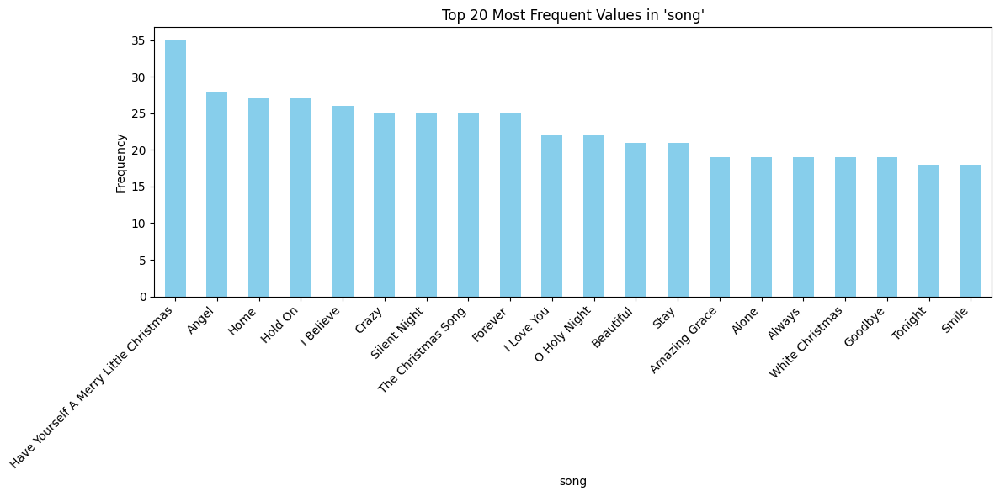 Top 20 Most Frequent Values in 'song'
Frequency
35
30
25
20
15
10
5
0
Have Yourself A Merry Little Christmas
Angel
Home
Hold On
I Believe
Crazy
Silent Night
The Christmas Song
Forever
I Love You
O Holy Night
Beautiful
Stay
Amazing Grace
Alone
Always
White Christmas
Goodbye
Tonight
Smile
song